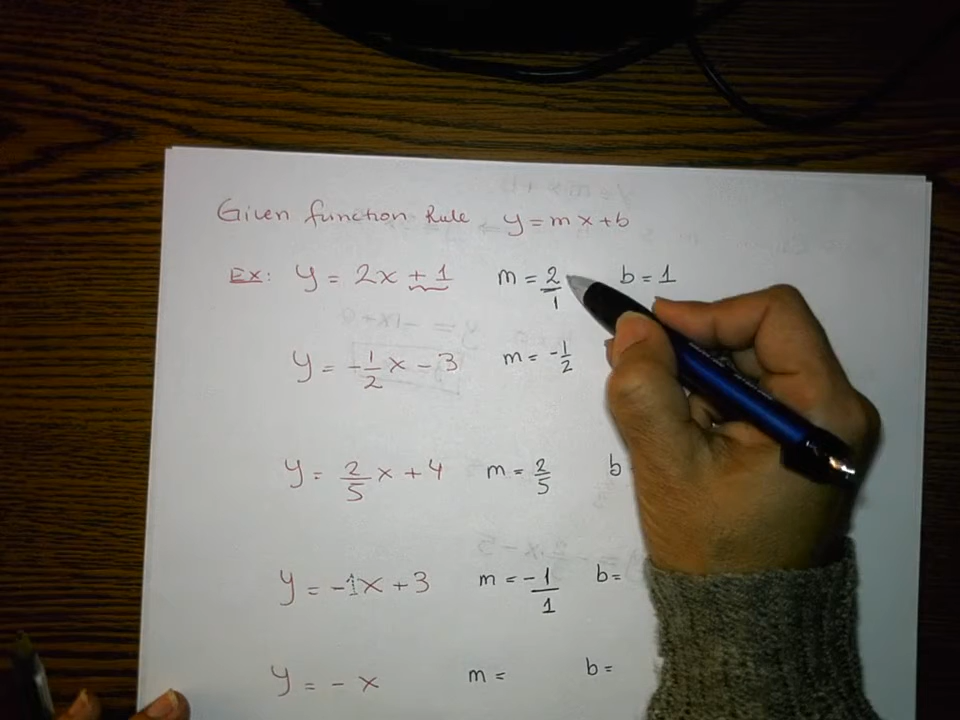 Given function Rule y = mx+b
Ex: y = 2x + 1 m = 2/1 b = 1
y = -1/2 x - 3 m = -1/2
y = 2/5 x + 4 m = 2/5 b
y = -1x + 3 m = -1/1 b=
y = - x m = b=